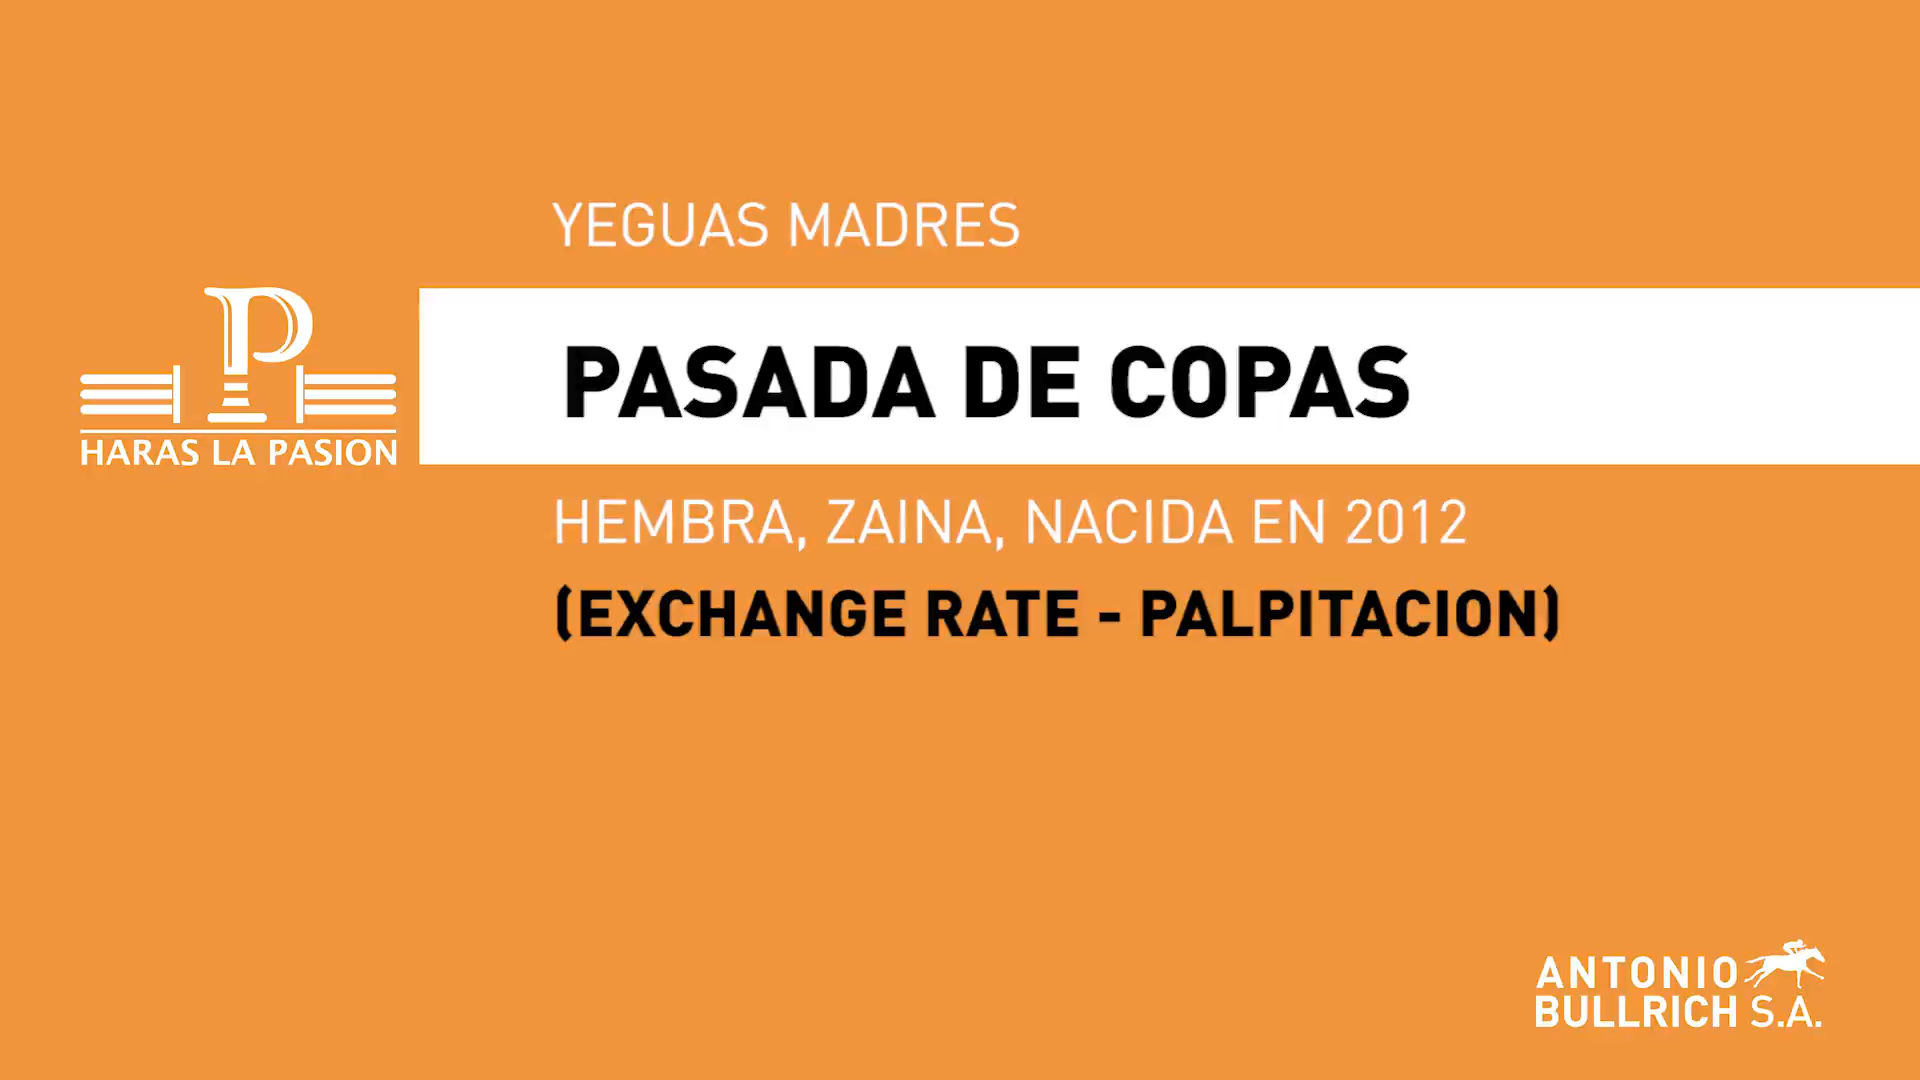 YEGUAS MADRES
P
HARAS LA PASION
PASADA DE COPAS
HEMBRA, ZAINA, NACIDA EN 2012
(EXCHANGE RATE - PALPITACION)
ANTONIO
BULLRICH S.A.